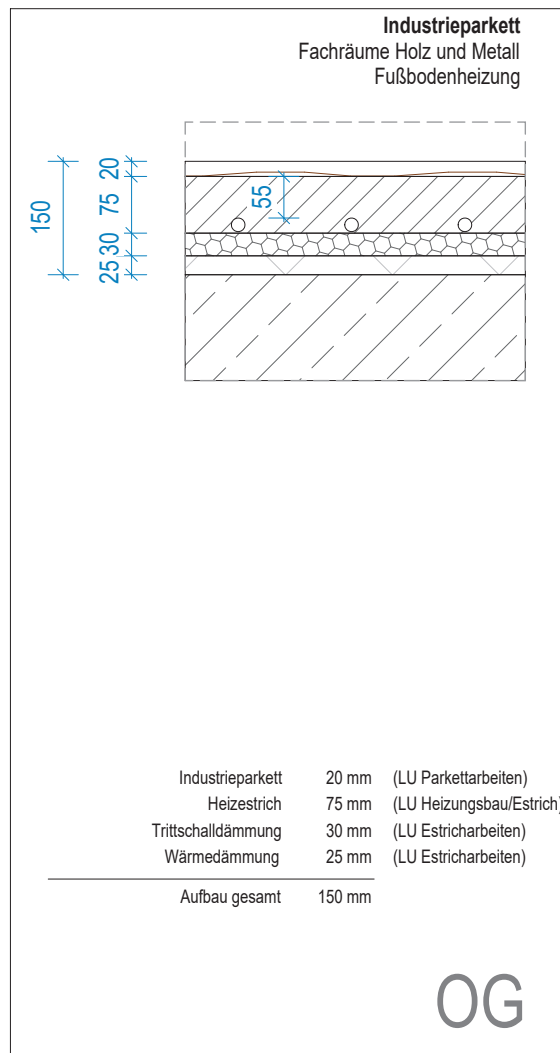 Industrieparkett
Fachräume Holz und Metall
Fußbodenheizung
150
20
75
30
25
55
Industrieparkett 20 mm (LU Parkettarbeiten)
Heizestrich 75 mm (LU Heizungsbau/Estrich)
Trittschalldämmung 30 mm (LU Estricharbeiten)
Wärmedämmung 25 mm (LU Estricharbeiten)
Aufbau gesamt 150 mm
OG